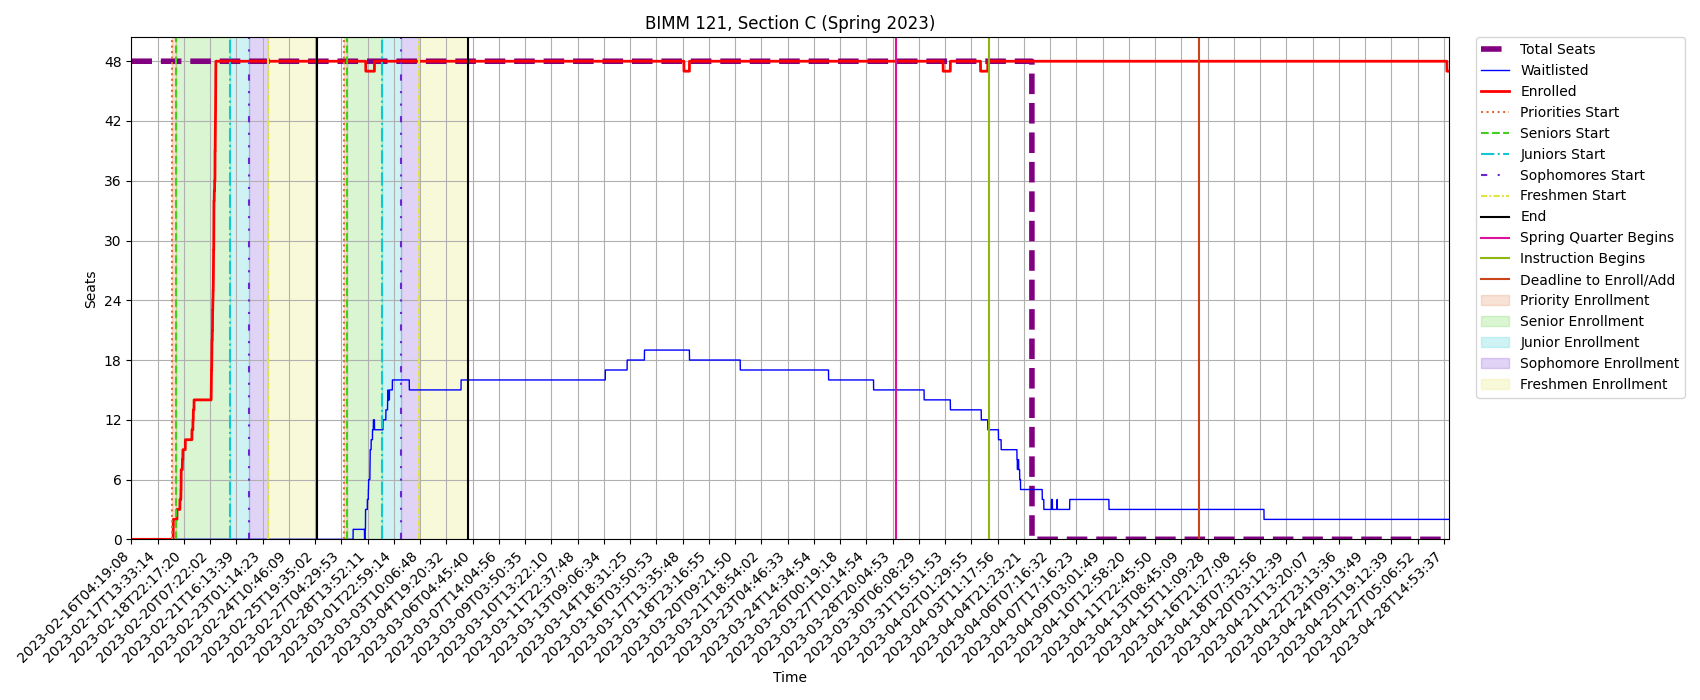 BIMM 121, Section C (Spring 2023)
Seats
48
42
36
30
24
18
12
6
0
2023-02-16T04:19:08
2023-02-17T13:33:14
2023-02-18T22:17:20
2023-02-20T07:22:02
2023-02-21T16:13:39
2023-02-23T01:14:23
2023-02-24T10:46:09
2023-02-25T19:35:02
2023-02-27T04:29:53
2023-02-28T13:52:11
2023-03-01T22:59:14
2023-03-03T10:06:48
2023-03-04T19:20:32
2023-03-06T04:45:40
2023-03-07T14:04:56
2023-03-09T03:50:35
2023-03-10T13:22:10
2023-03-11T22:37:48
2023-03-13T09:06:34
2023-03-14T18:31:25
2023-03-16T03:50:53
2023-03-17T13:35:48
2023-03-18T23:16:55
2023-03-20T09:21:50
2023-03-21T18:54:02
2023-03-23T04:46:33
2023-03-24T14:34:54
2023-03-26T00:19:18
2023-03-27T10:14:54
2023-03-28T20:04:53
2023-03-30T06:08:29
2023-03-31T15:51:53
2023-04-02T01:29:55
2023-04-03T11:17:56
2023-04-04T21:23:21
2023-04-06T07:16:32
2023-04-07T17:16:23
2023-04-09T03:01:49
2023-04-10T12:58:20
2023-04-11T22:45:50
2023-04-13T08:45:09
2023-04-15T11:09:28
2023-04-16T21:27:08
2023-04-18T07:32:56
2023-04-20T03:12:39
2023-04-21T13:20:07
2023-04-22T23:13:36
2023-04-24T09:13:49
2023-04-25T19:12:39
2023-04-27T05:06:52
2023-04-28T14:53:37
Time
Total Seats
Waitlisted
Enrolled
Priorities Start
Seniors Start
Juniors Start
Sophomores Start
Freshmen Start
End
Spring Quarter Begins
Instruction Begins
Deadline to Enroll/Add
Priority Enrollment
Senior Enrollment
Junior Enrollment
Sophomore Enrollment
Freshmen Enrollment